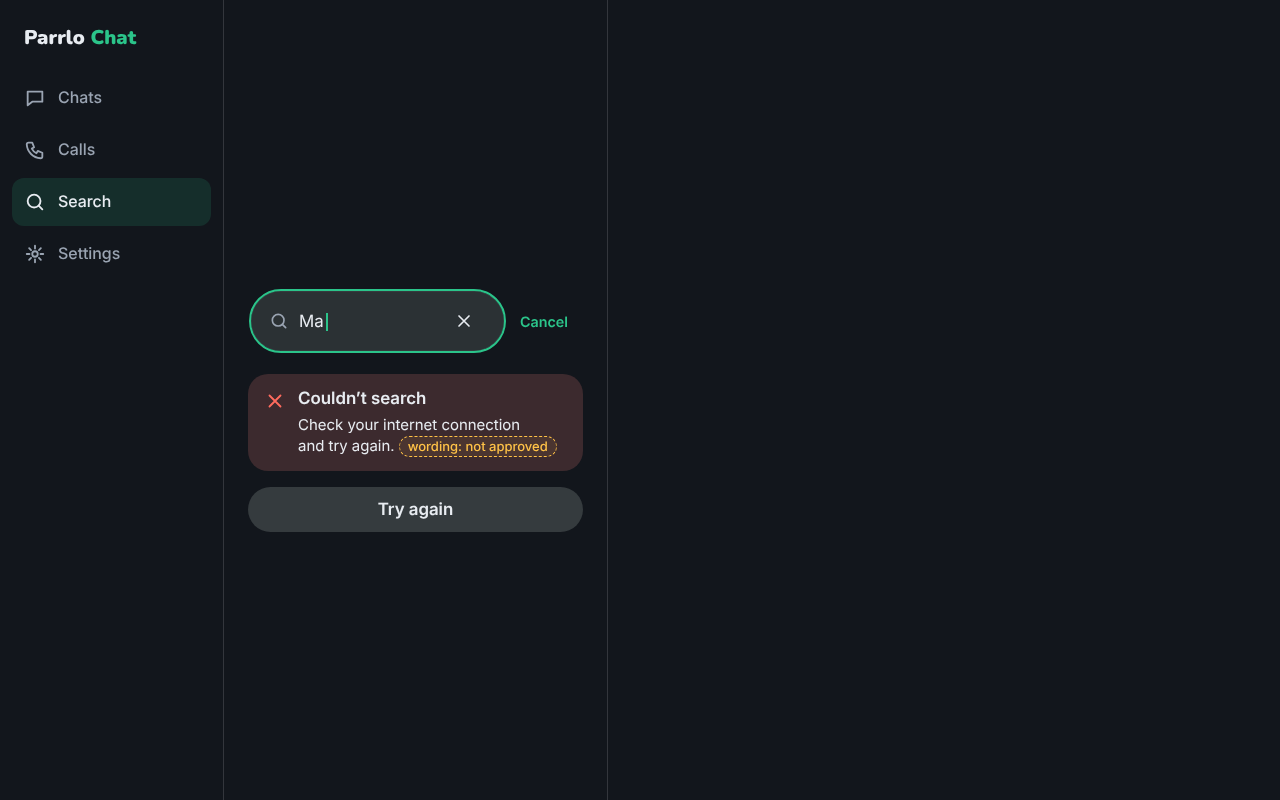 Parrlo Chat
Chats
Calls
Search
Settings
Ma
Cancel
Couldn’t search
Check your internet connection
and try again. wording: not approved
Try again